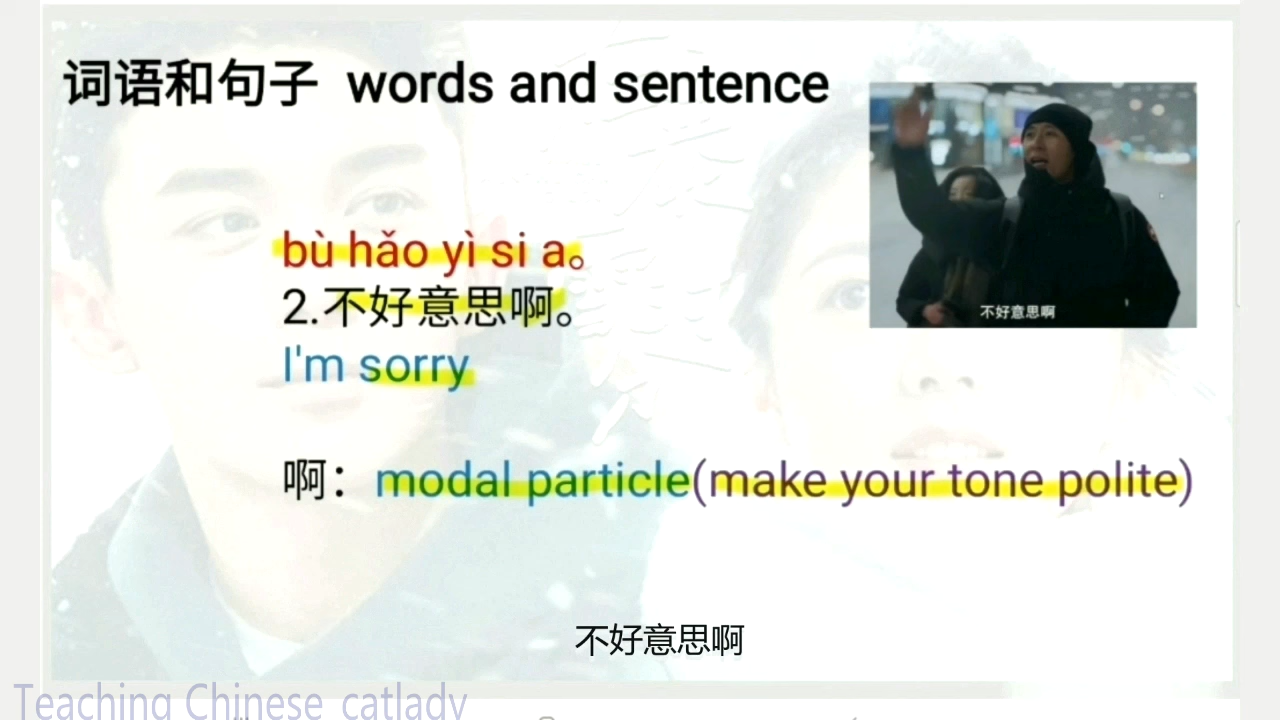 词语和句子 words and sentence
bù hǎo yì si a。
2.不好意思啊。
I'm sorry
不好意思啊
啊：modal particle(make your tone polite)
不好意思啊
Teaching Chinese catlady